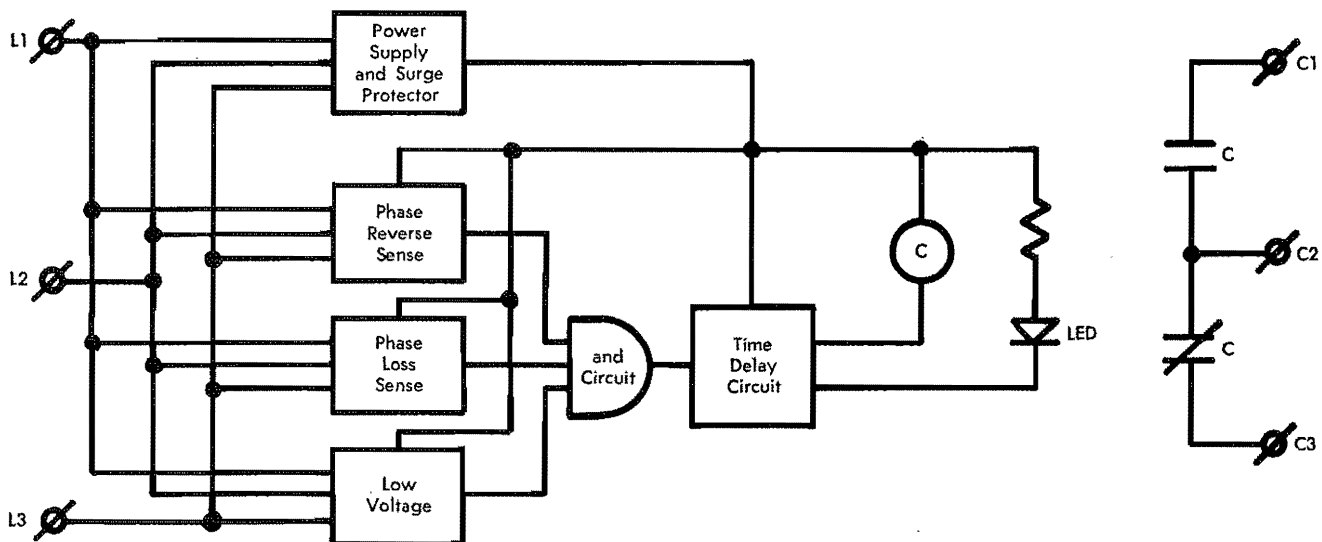 L1
Power
Supply
and Surge
Protector
C1
C
Phase
Reverse
Sense
C
L2
C2
Phase
Loss
Sense
and
Circuit
Time
Delay
Circuit
LED
C
Low
Voltage
C3
L3